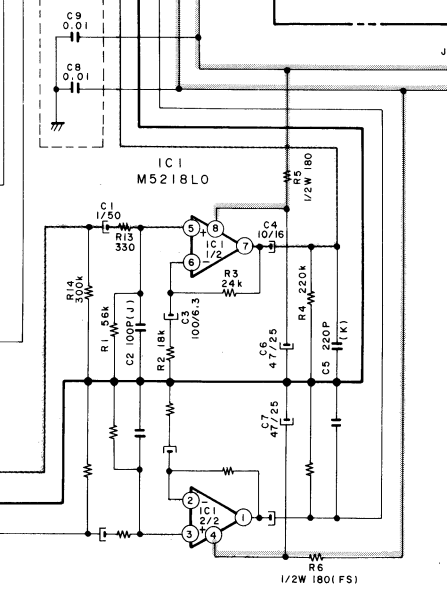 C9
0.01
J
C8
0.01
IC1
M5218LO
R5
1/2W 180
C1
1/50
R13
330
5
8
+
IC1
1/2
7
6
−
C4
10/16
R14
300k
R3
24k
R4 220k
R1 56k
C2 100P(J)
C3
100/6.3
R2 18k
C6
47/25
C5 220P
(K)
C7
47/25
2
−
IC1
2/2
1
3
+
4
R6
1/2W 180(FS)